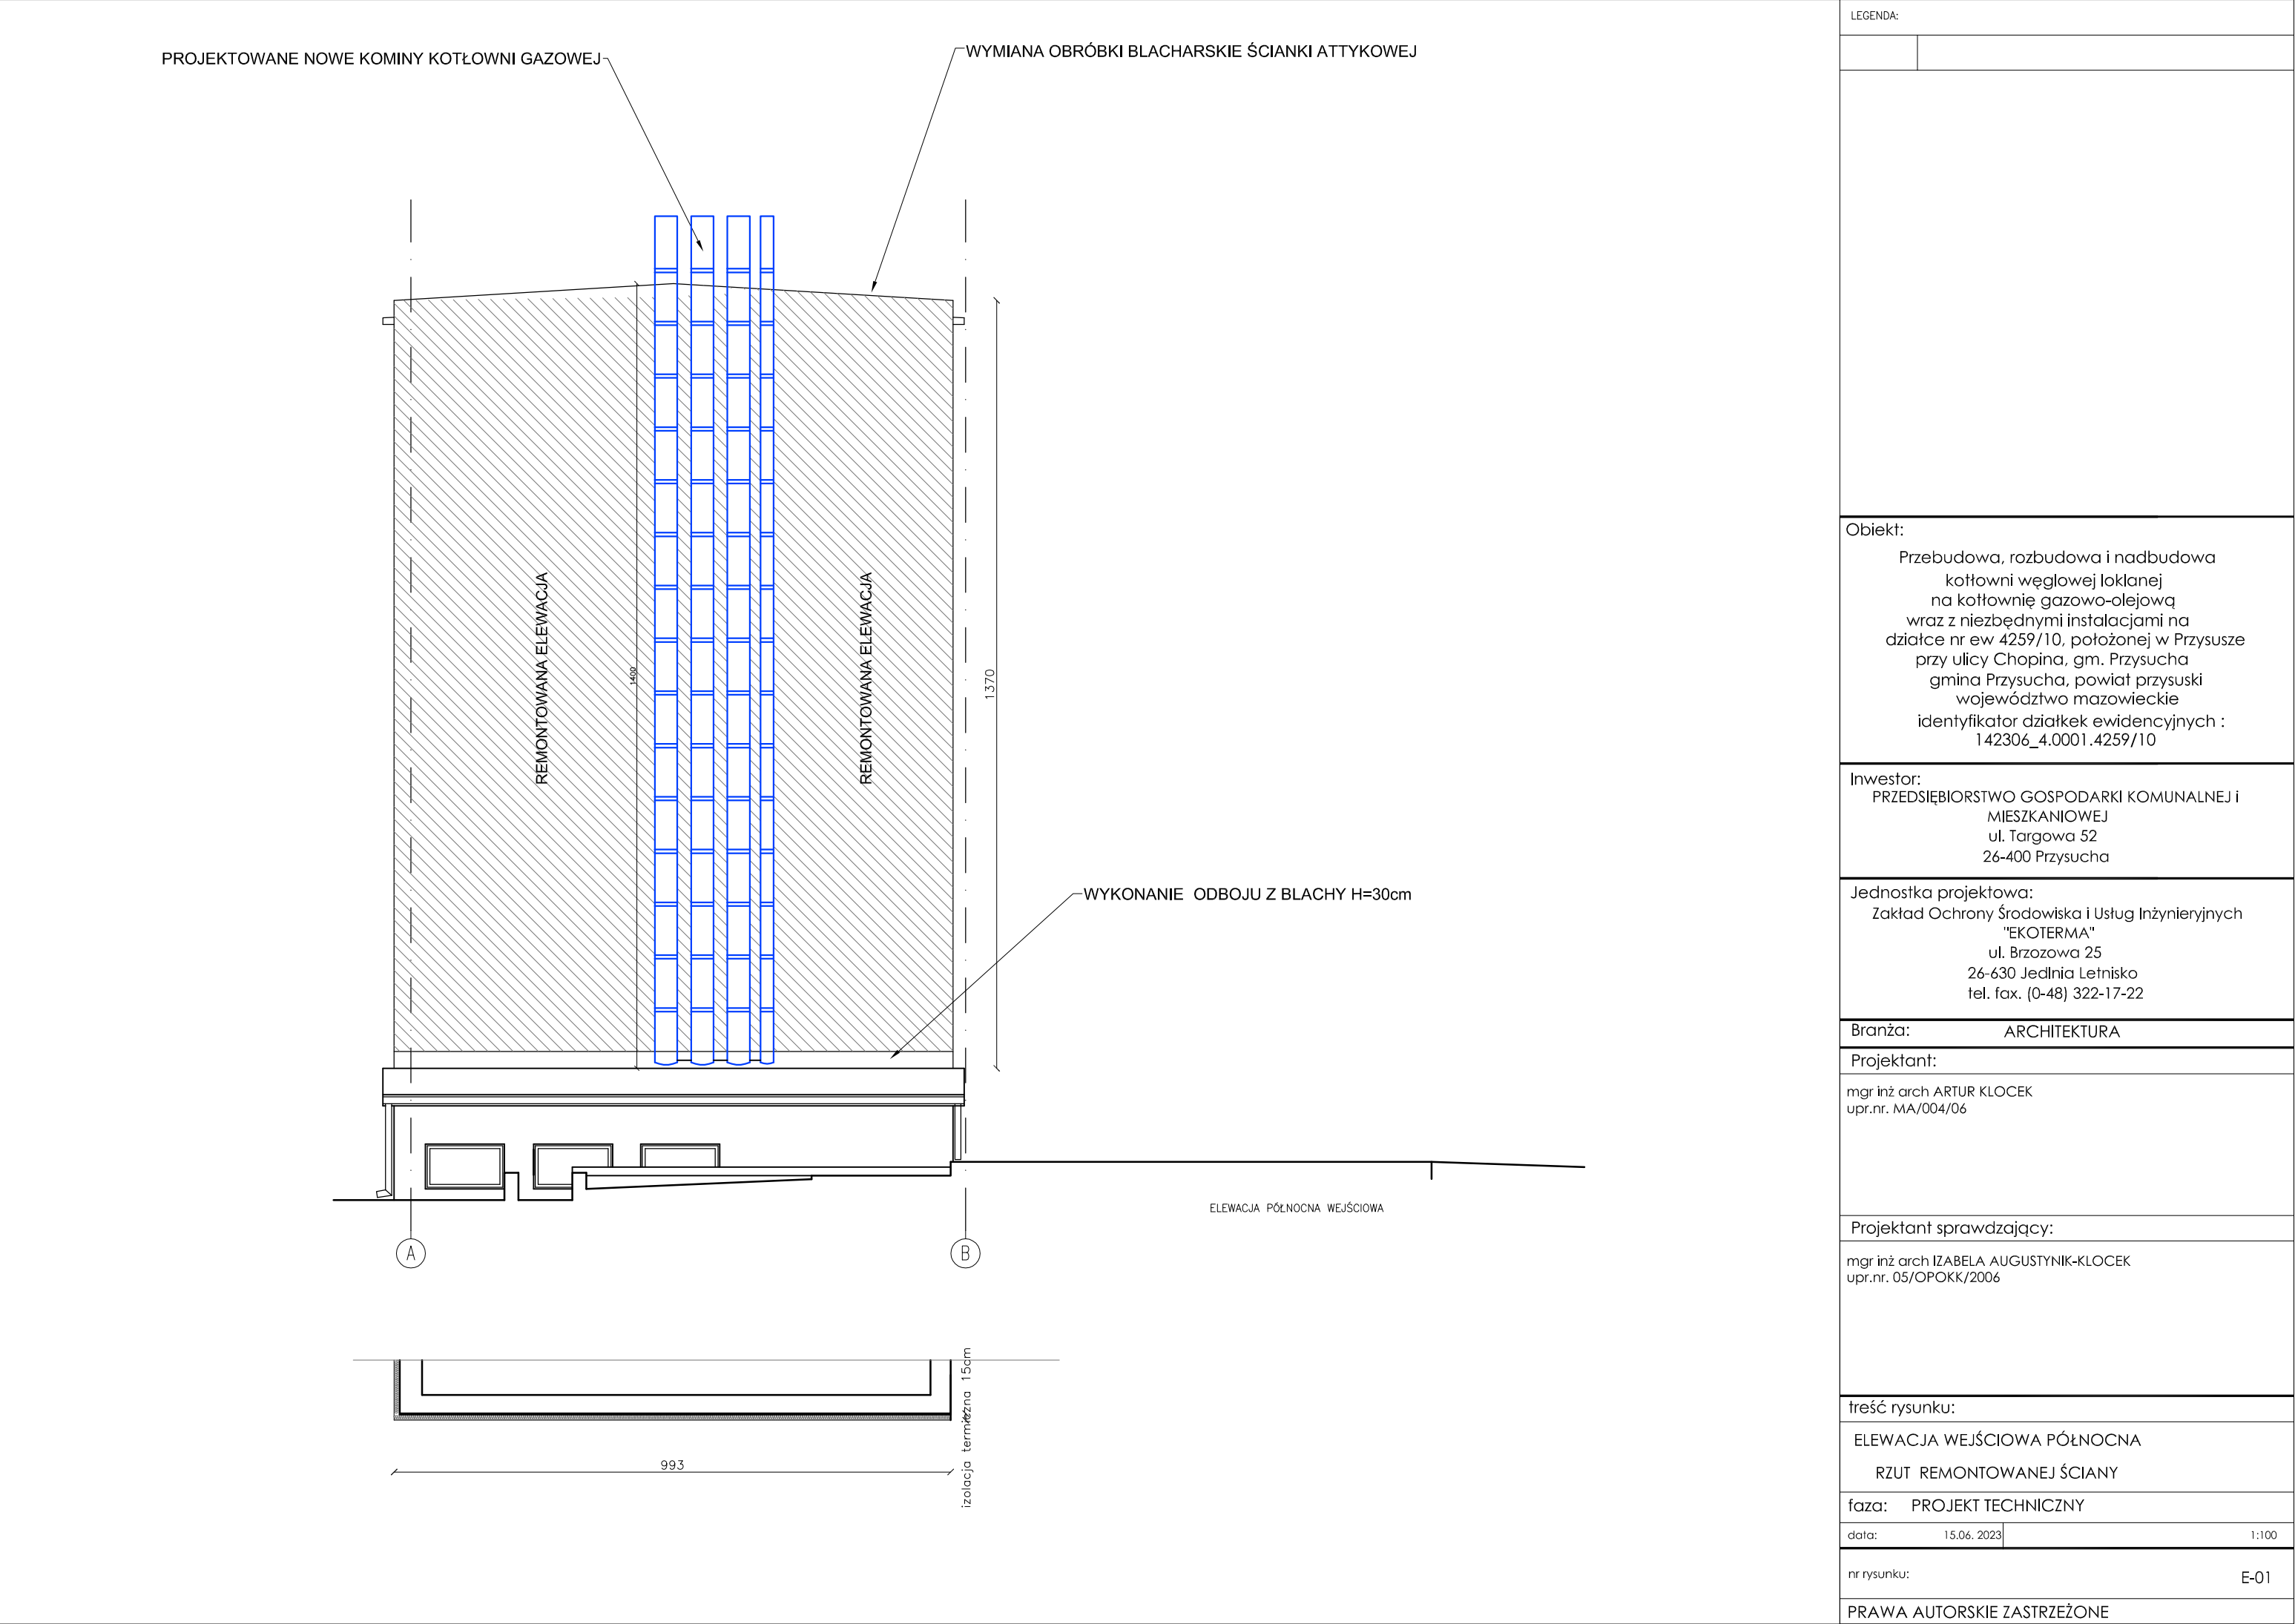 PROJEKTOWANE NOWE KOMINY KOTŁOWNI GAZOWEJ
WYMIANA OBRÓBKI BLACHARSKIE ŚCIANKI ATTYKOWEJ
REMONTOWANA ELEWACJA
1400
REMONTOWANA ELEWACJA
1370
WYKONANIE ODBOJU Z BLACHY H=30cm
ELEWACJA PÓŁNOCNA WEJŚCIOWA
A
B
izolacja termiczna 15cm
993
LEGENDA:
Obiekt:
Przebudowa, rozbudowa i nadbudowa
kotłowni węglowej loklanej
na kotłownię gazowo-olejową
wraz z niezbędnymi instalacjami na
działce nr ew 4259/10, położonej w Przysusze
przy ulicy Chopina, gm. Przysucha
gmina Przysucha, powiat przysuski
województwo mazowieckie
identyfikator działkek ewidencyjnych :
142306_4.0001.4259/10
Inwestor:
PRZEDSIĘBIORSTWO GOSPODARKI KOMUNALNEJ i
MIESZKANIOWEJ
ul. Targowa 52
26-400 Przysucha
Jednostka projektowa:
Zakład Ochrony Środowiska i Usług Inżynieryjnych
"EKOTERMA"
ul. Brzozowa 25
26-630 Jedlnia Letnisko
tel. fax. (0-48) 322-17-22
Branża: ARCHITEKTURA
Projektant:
mgr inż arch ARTUR KLOCEK
upr.nr. MA/004/06
Projektant sprawdzający:
mgr inż arch IZABELA AUGUSTYNIK-KLOCEK
upr.nr. 05/OPOKK/2006
treść rysunku:
ELEWACJA WEJŚCIOWA PÓŁNOCNA
RZUT REMONTOWANEJ ŚCIANY
faza: PROJEKT TECHNICZNY
data: 15.06. 2023 1:100
nr rysunku: E-01
PRAWA AUTORSKIE ZASTRZEŻONE